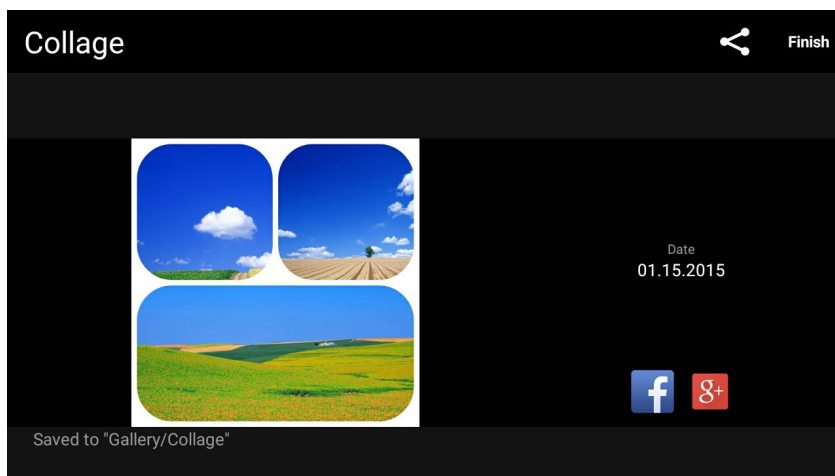 Collage
Finish
Date
01.15.2015
f
g+
Saved to "Gallery/Collage"